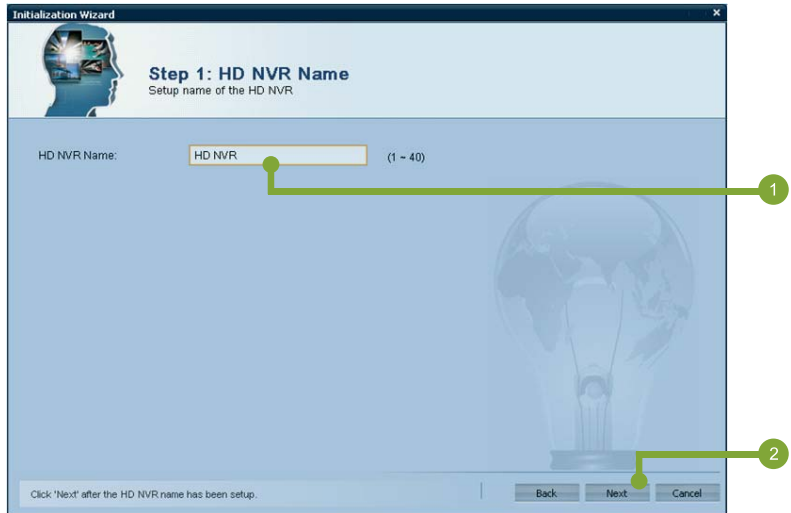 Initialization Wizard
×
Step 1: HD NVR Name
Setup name of the HD NVR
HD NVR Name:
HD NVR
(1 ~ 40)
1
2
Click 'Next' after the HD NVR name has been setup.
Back
Next
Cancel